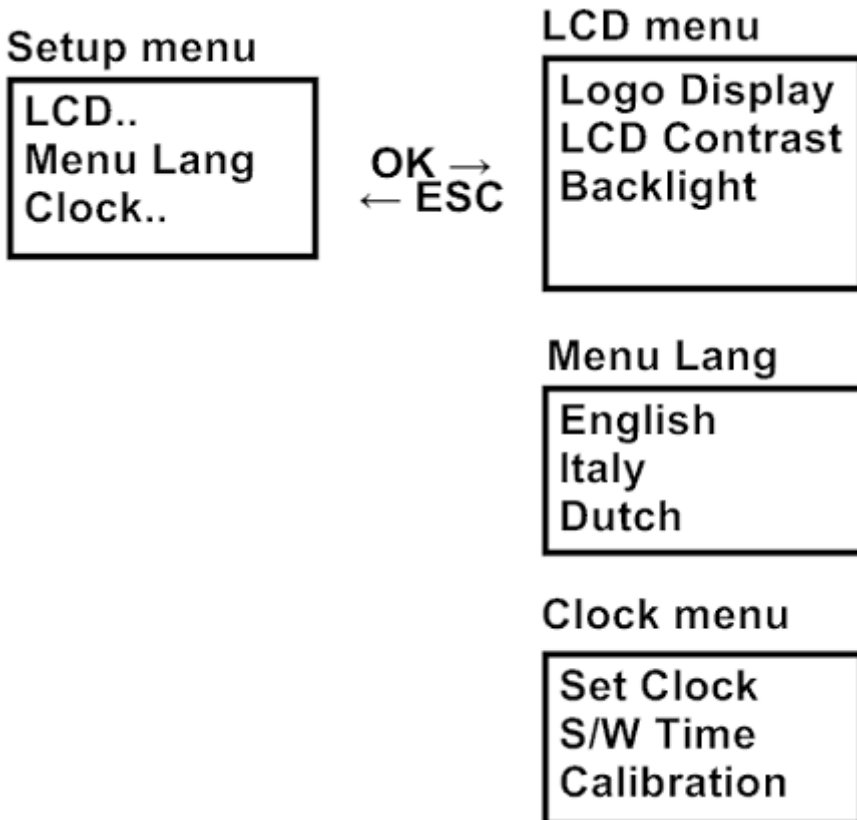 Setup menu
LCD..
Menu Lang
Clock..
OK →
← ESC
LCD menu
Logo Display
LCD Contrast
Backlight
Menu Lang
English
Italy
Dutch
Clock menu
Set Clock
S/W Time
Calibration